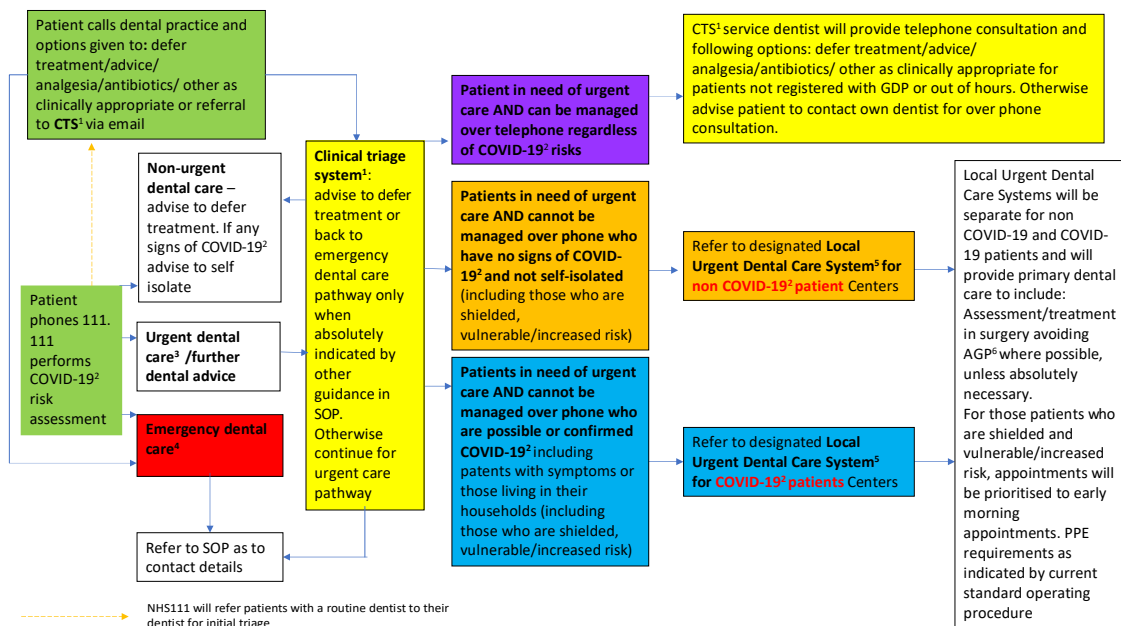 Patient calls dental practice and
options given to: defer
treatment/advice/
analgesia/antibiotics/ other as
clinically appropriate or referral
to CTS¹ via email
CTS¹ service dentist will provide telephone consultation and
following options: defer treatment/advice/
analgesia/antibiotics/ other as clinically appropriate for
patients not registered with GDP or out of hours. Otherwise
advise patient to contact own dentist for over phone
consultation.
Patient in need of urgent
care AND can be managed
over telephone regardless
of COVID-19² risks
Non-urgent
dental care –
advise to defer
treatment. If any
signs of COVID-19²
advise to self
isolate
Clinical triage
system¹:
advise to defer
treatment or
back to
emergency
dental care
pathway only
when
absolutely
indicated by
other
guidance in
SOP.
Otherwise
continue for
urgent care
pathway
Patients in need of urgent
care AND cannot be
managed over phone who
have no signs of COVID-
19² and not self-isolated
(including those who are
shielded,
vulnerable/increased risk)
Refer to designated Local
Urgent Dental Care System⁵ for
non COVID-19² patient Centers
Local Urgent Dental
Care Systems will be
separate for non
COVID-19 and COVID-
19 patients and will
provide primary dental
care to include:
Assessment/treatment
in surgery avoiding
AGP⁶ where possible,
unless absolutely
necessary.
For those patients who
are shielded and
vulnerable/increased
risk, appointments will
be prioritised to early
morning
appointments. PPE
requirements as
indicated by current
standard operating
procedure
Patient
phones 111.
111
performs
COVID-19²
risk
assessment
Urgent dental
care³ /further
dental advice
Emergency dental
care⁴
Patients in need of urgent
care AND cannot be
managed over phone who
are possible or confirmed
COVID-19² including
patents with symptoms or
those living in their
households (including
those who are shielded,
vulnerable/increased risk)
Refer to designated Local
Urgent Dental Care System⁵
for COVID-19² patients Centers
Refer to SOP as to
contact details
NHS111 will refer patients with a routine dentist to their
dentist for initial triage